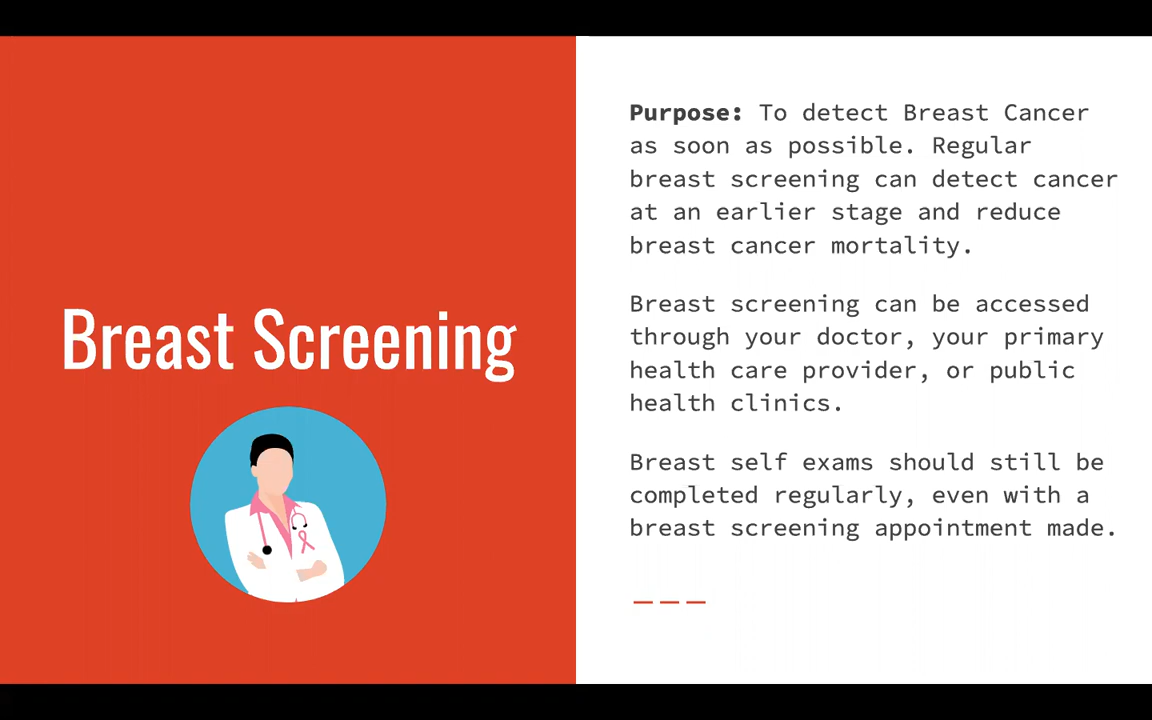 Breast Screening
Purpose: To detect Breast Cancer
as soon as possible. Regular
breast screening can detect cancer
at an earlier stage and reduce
breast cancer mortality.
Breast screening can be accessed
through your doctor, your primary
health care provider, or public
health clinics.
Breast self exams should still be
completed regularly, even with a
breast screening appointment made.